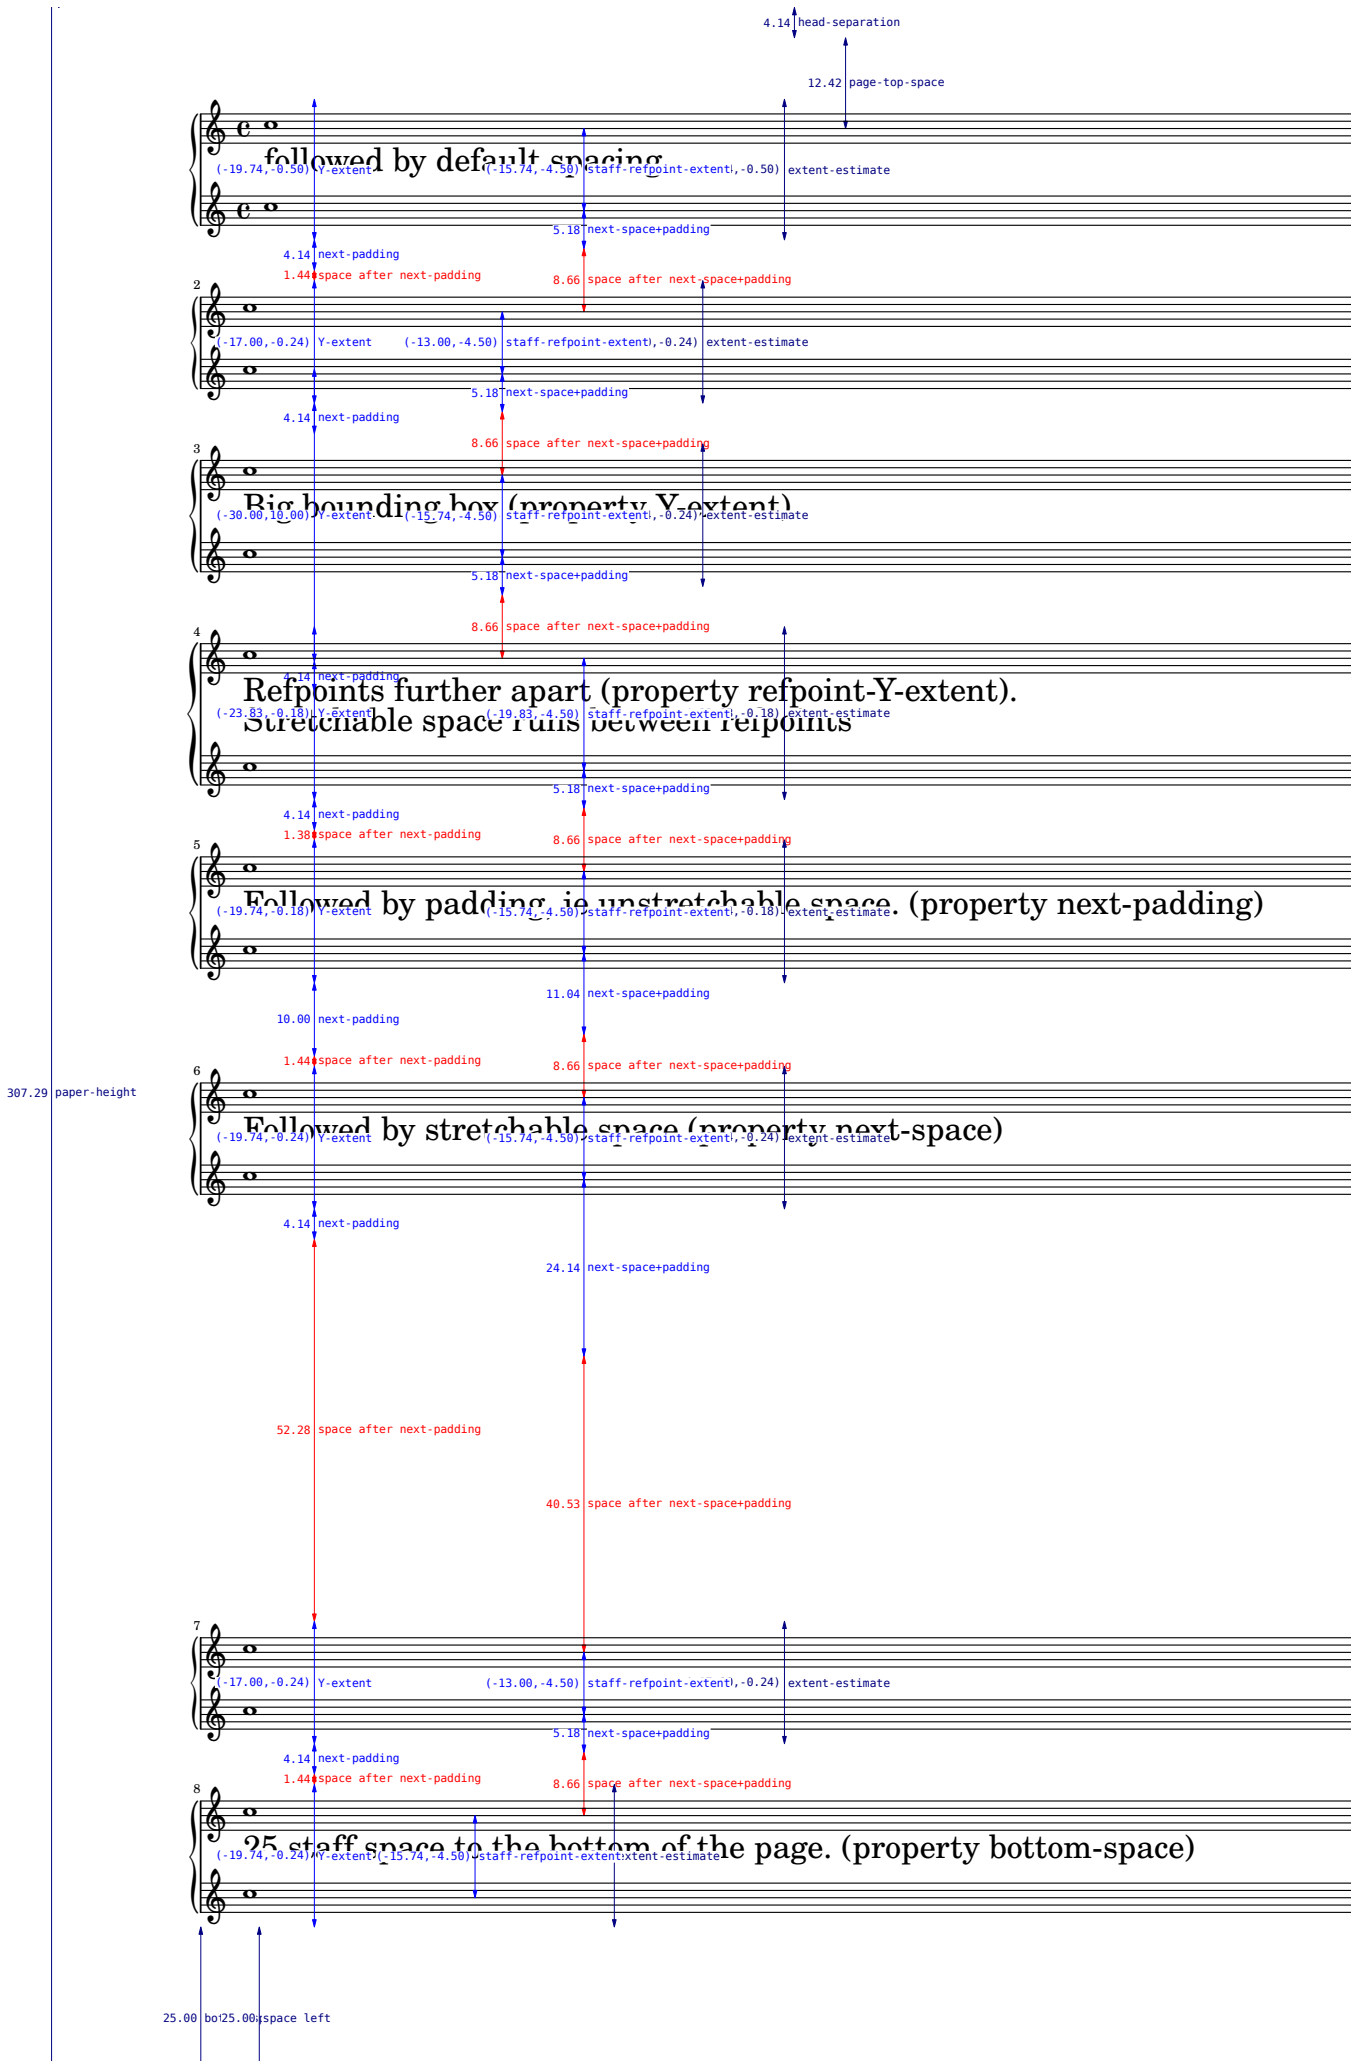 4.14 head-separation
12.42 page-top-space
followed by default spacing
(-19.74,-0.50) Y-extent (-15.74,-4.50) staff-refpoint-extent ,-0.50) extent-estimate
5.18 next-space+padding
4.14 next-padding
1.44 space after next-padding
8.66 space after next-space+padding
2
(-17.00,-0.24) Y-extent (-13.00,-4.50) staff-refpoint-extent ,-0.24) extent-estimate
5.18 next-space+padding
4.14 next-padding
8.66 space after next-space+padding
3
Big bounding box (property Y-extent)
(-30.00,10.00) Y-extent (-15.74,-4.50) staff-refpoint-extent ,-0.24) extent-estimate
5.18 next-space+padding
8.66 space after next-space+padding
4
4.14 next-padding
Refpoints further apart (property refpoint-Y-extent).
(-23.83,-0.18) Y-extent (-19.83,-4.50) staff-refpoint-extent ,-0.18) extent-estimate
Stretchable space runs between refpoints
5.18 next-space+padding
4.14 next-padding
1.38 space after next-padding
8.66 space after next-space+padding
5
Followed by padding, ie unstretchable space. (property next-padding)
(-19.74,-0.18) Y-extent (-15.74,-4.50) staff-refpoint-extent ,-0.18) extent-estimate
11.04 next-space+padding
10.00 next-padding
1.44 space after next-padding
8.66 space after next-space+padding
6
307.29 paper-height
Followed by stretchable space (property next-space)
(-19.74,-0.24) Y-extent (-15.74,-4.50) staff-refpoint-extent ,-0.24) extent-estimate
4.14 next-padding
24.14 next-space+padding
52.28 space after next-padding
40.53 space after next-space+padding
7
(-17.00,-0.24) Y-extent (-13.00,-4.50) staff-refpoint-extent ),-0.24) extent-estimate
5.18 next-space+padding
4.14 next-padding
1.44 space after next-padding
8.66 space after next-space+padding
8
25 staff space to the bottom of the page. (property bottom-space)
(-19.74,-0.24) Y-extent (-15.74,-4.50) staff-refpoint-extent extent-estimate
25.00 25.00 space left